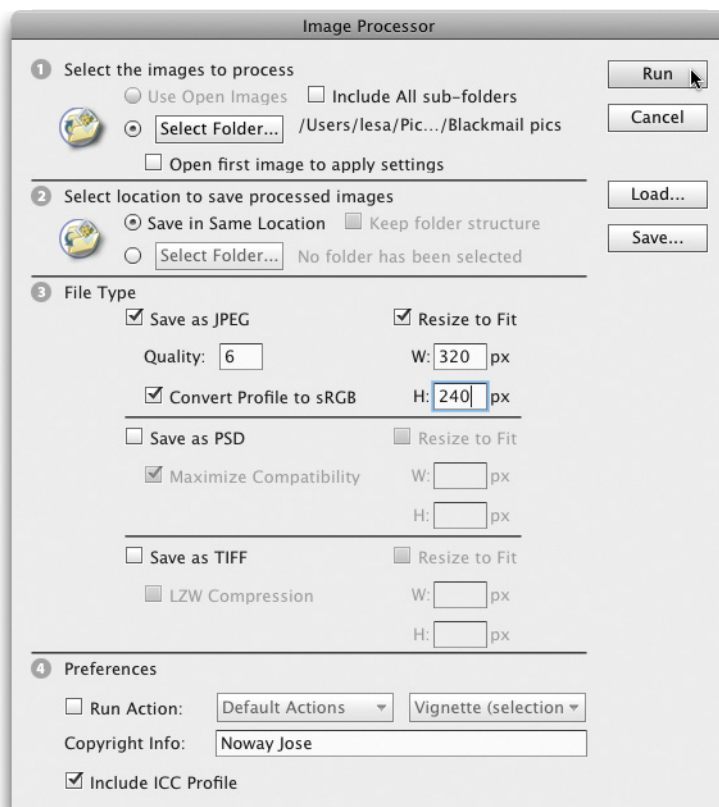 Image Processor
1 Select the images to process
Run
Use Open Images Include All sub-folders
Select Folder... /Users/lesa/Pic.../Blackmail pics
Cancel
Open first image to apply settings
2 Select location to save processed images
Load...
Save in Same Location Keep folder structure
Save...
Select Folder... No folder has been selected
3 File Type
Save as JPEG Resize to Fit
Quality: 6 W: 320 px
Convert Profile to sRGB H: 240 px
Save as PSD Resize to Fit
Maximize Compatibility W: px
H: px
Save as TIFF Resize to Fit
LZW Compression W: px
H: px
4 Preferences
Run Action: Default Actions Vignette (selection
Copyright Info: Noway Jose
Include ICC Profile